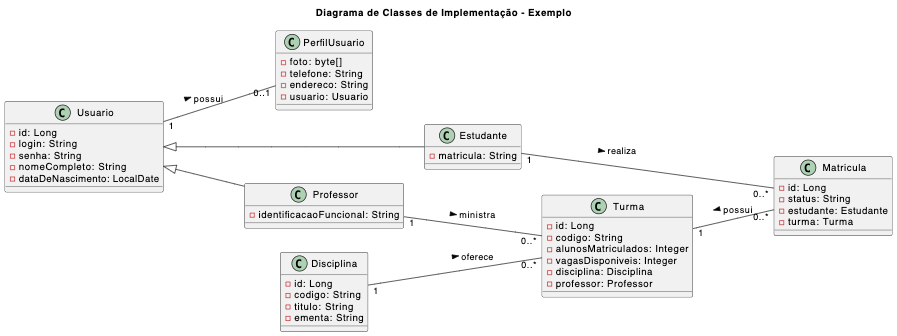 Diagrama de Classes de Implementação - Exemplo
C PerfilUsuario
foto: byte[]
telefone: String
endereco: String
usuario: Usuario
possui
0..1
1
C Usuario
id: Long
login: String
senha: String
nomeCompleto: String
dataDeNascimento: LocalDate
C Estudante
matricula: String
1
realiza
0..*
C Matricula
id: Long
status: String
estudante: Estudante
turma: Turma
C Professor
identificacaoFuncional: String
1
ministra
0..*
C Turma
id: Long
codigo: String
alunosMatriculados: Integer
vagasDisponiveis: Integer
disciplina: Disciplina
professor: Professor
possui
0..*
1
C Disciplina
id: Long
codigo: String
titulo: String
ementa: String
1
oferece
0..*